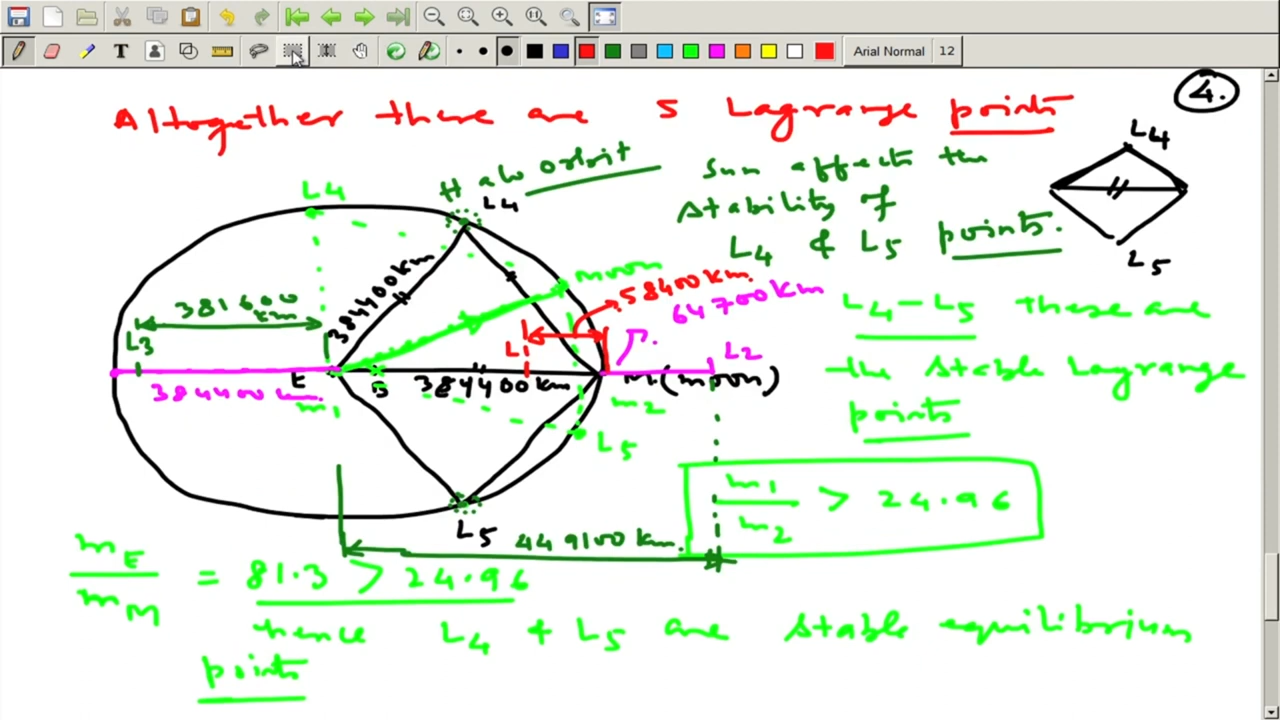 Arial Normal 12
4.
Altogether there are 5 Lagrange points
L4
L5
Halo orbit
Sun affects the
stability of
L4 & L5 points.
L4
L4
moon
384400 km
58400 km.
64700 km
381600
km
L3
L1
L2
E
B
384400 km
M (moon)
384400 km.
m1
m2
L5
L5
L4-L5 these are
the stable Lagrange
points
m1
m2
> 24.96
449100 km.
mE
mM
= 81.3 > 24.96
hence L4 & L5 are stable equilibrium
points